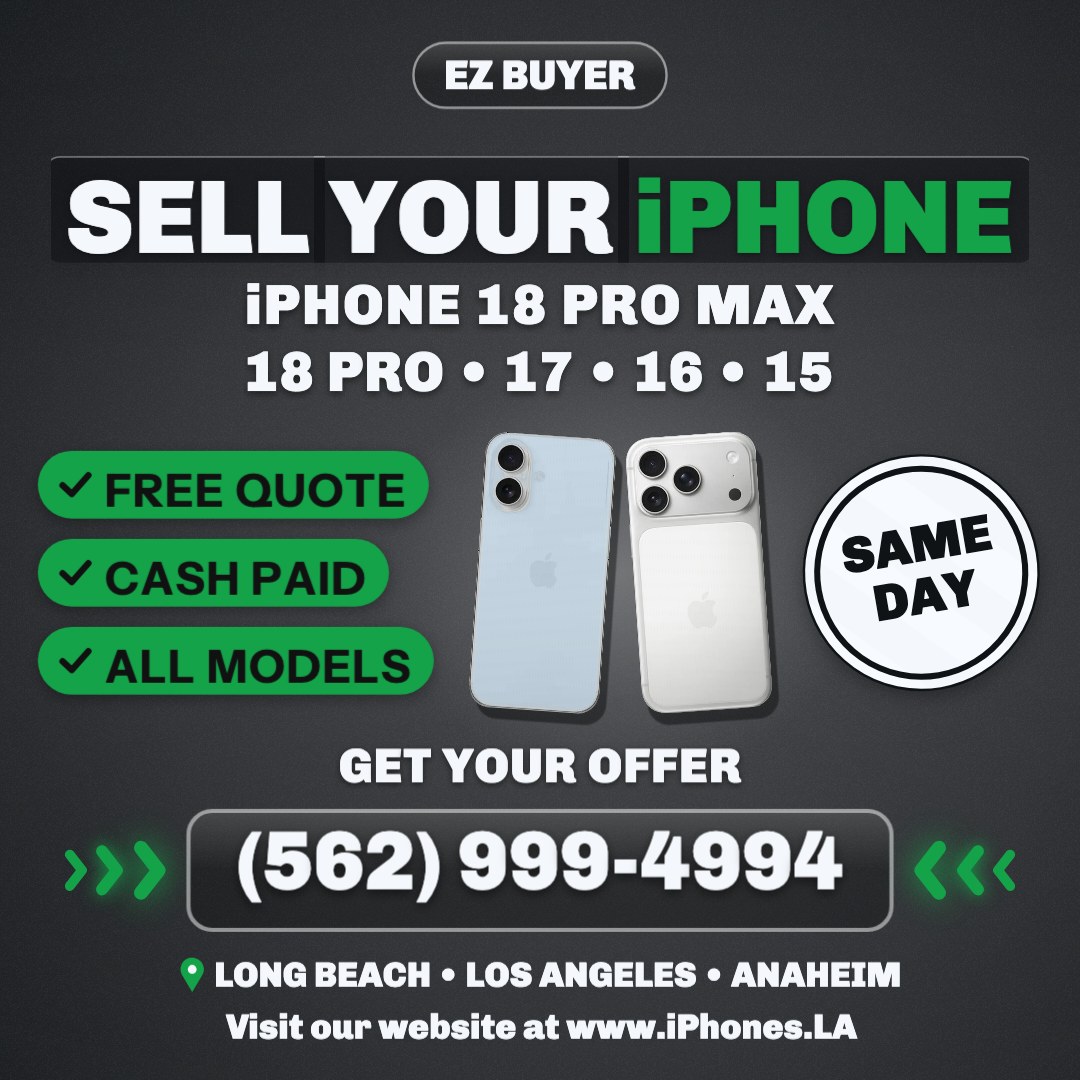 EZ BUYER
SELL YOUR iPHONE
iPHONE 18 PRO MAX
18 PRO • 17 • 16 • 15
FREE QUOTE
CASH PAID
ALL MODELS
SAME
DAY
GET YOUR OFFER
(562) 999-4994
LONG BEACH • LOS ANGELES • ANAHEIM
Visit our website at www.iPhones.LA